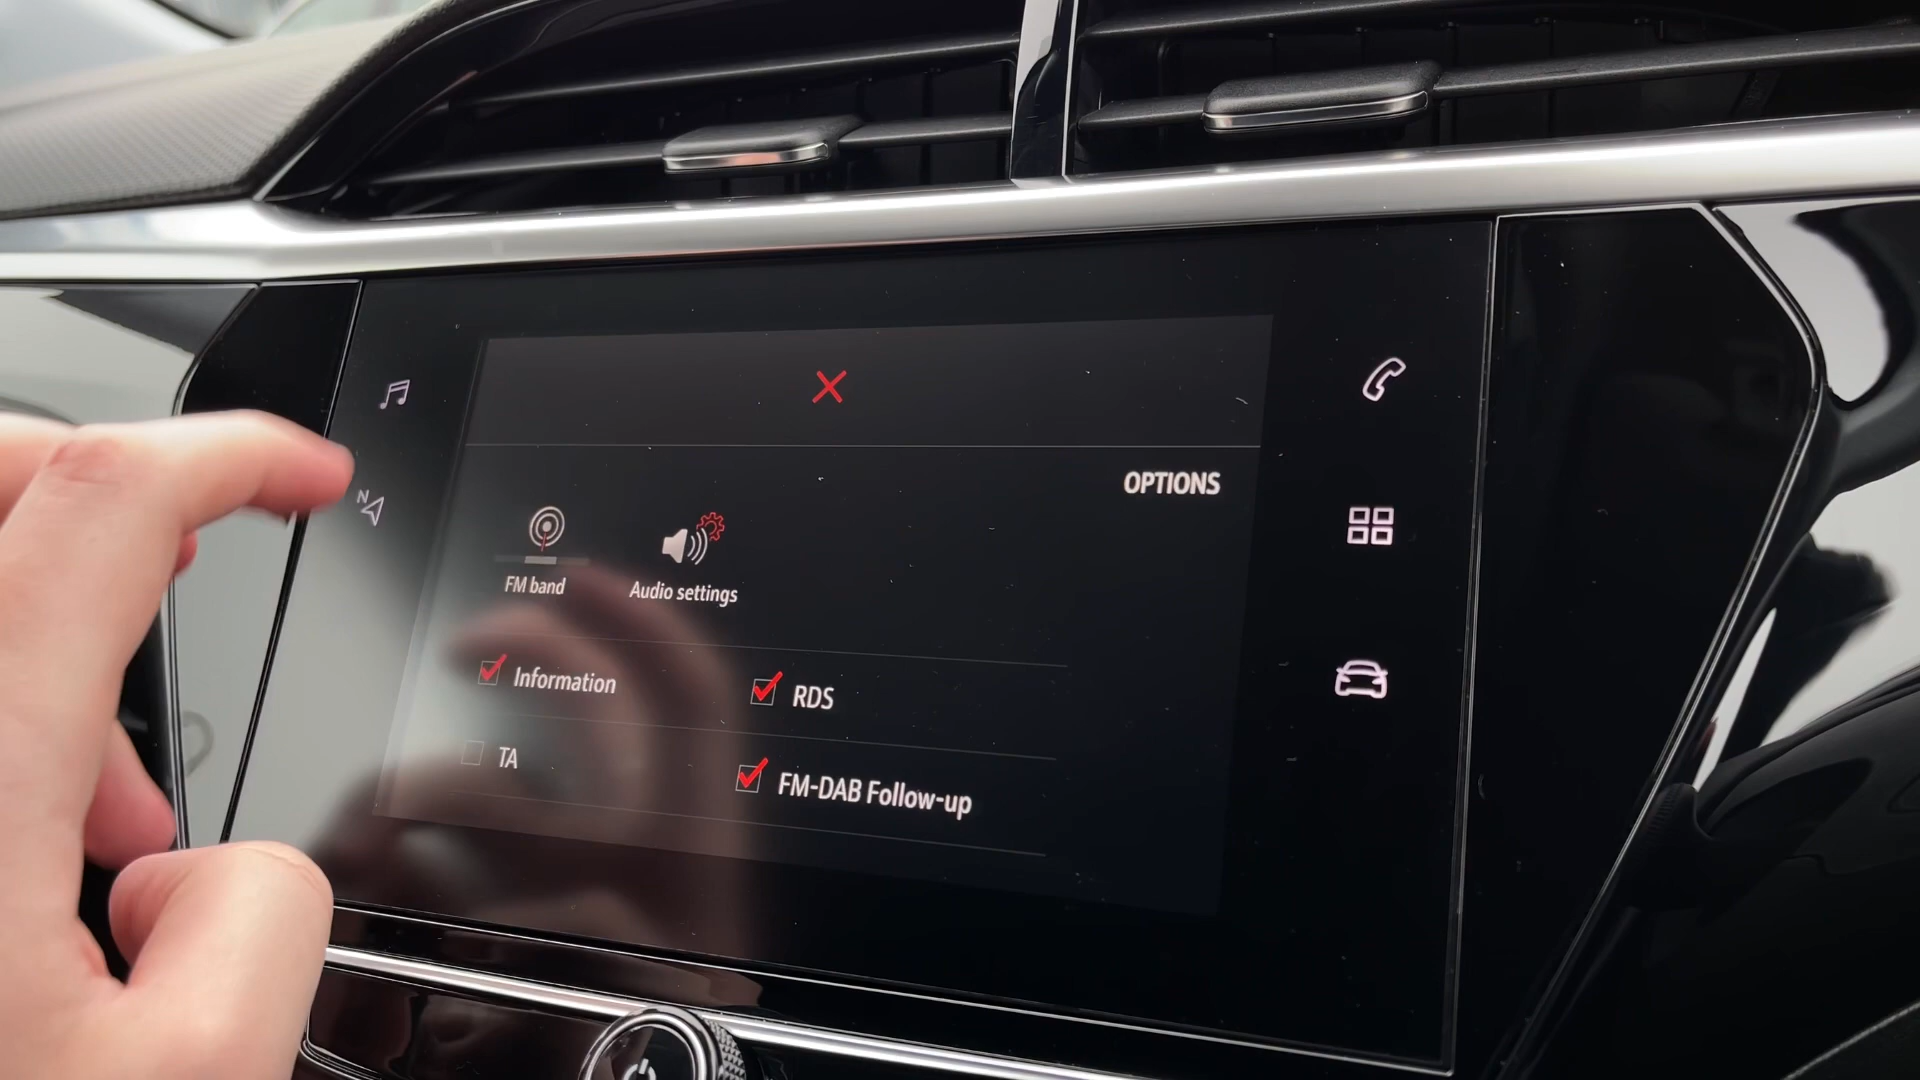 OPTIONS
N
FM band
Audio settings
Information
RDS
TA
FM-DAB Follow-up